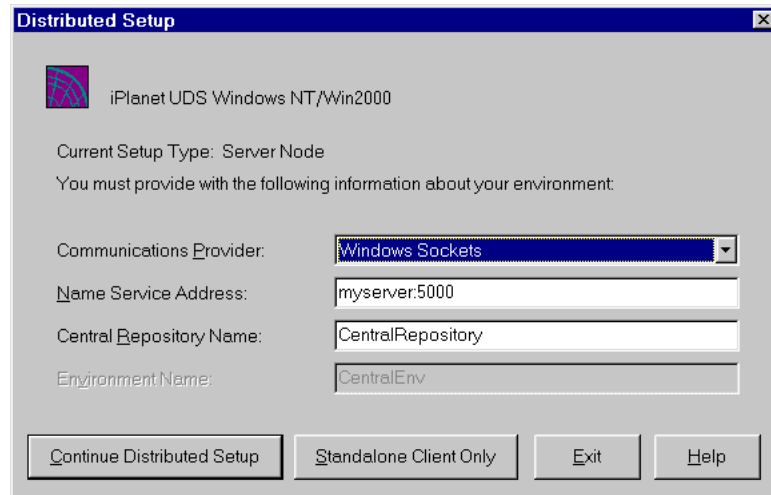 Distributed Setup
iPlanet UDS Windows NT/Win2000
Current Setup Type: Server Node
You must provide with the following information about your environment:
Communications Provider: Windows Sockets
Name Service Address: myserver:5000
Central Repository Name: CentralRepository
Environment Name: CentralEnv
Continue Distributed Setup Standalone Client Only Exit Help